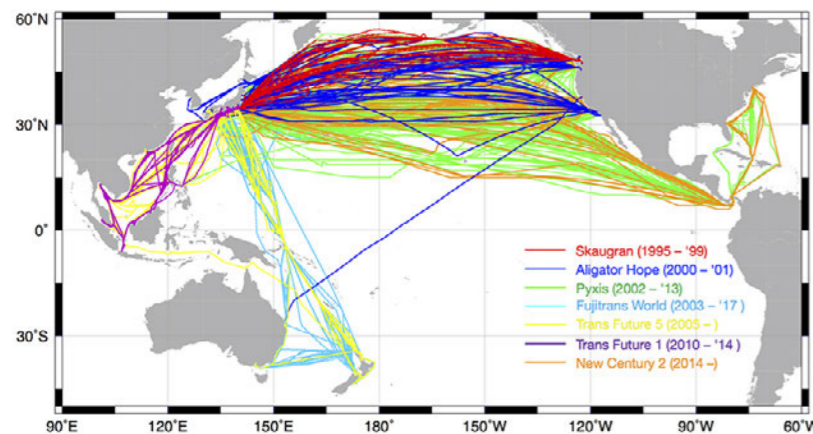 60°N
30°N
0°
30°S
Skaugran (1995 – '99)
Aligator Hope (2000 – '01)
Pyxis (2002 – '13)
Fujitrans World (2003 – '17 )
Trans Future 5 (2005 – )
Trans Future 1 (2010 – '14 )
New Century 2 (2014 –)
90°E 120°E 150°E 180° 150°W 120°W 90°W 60°W